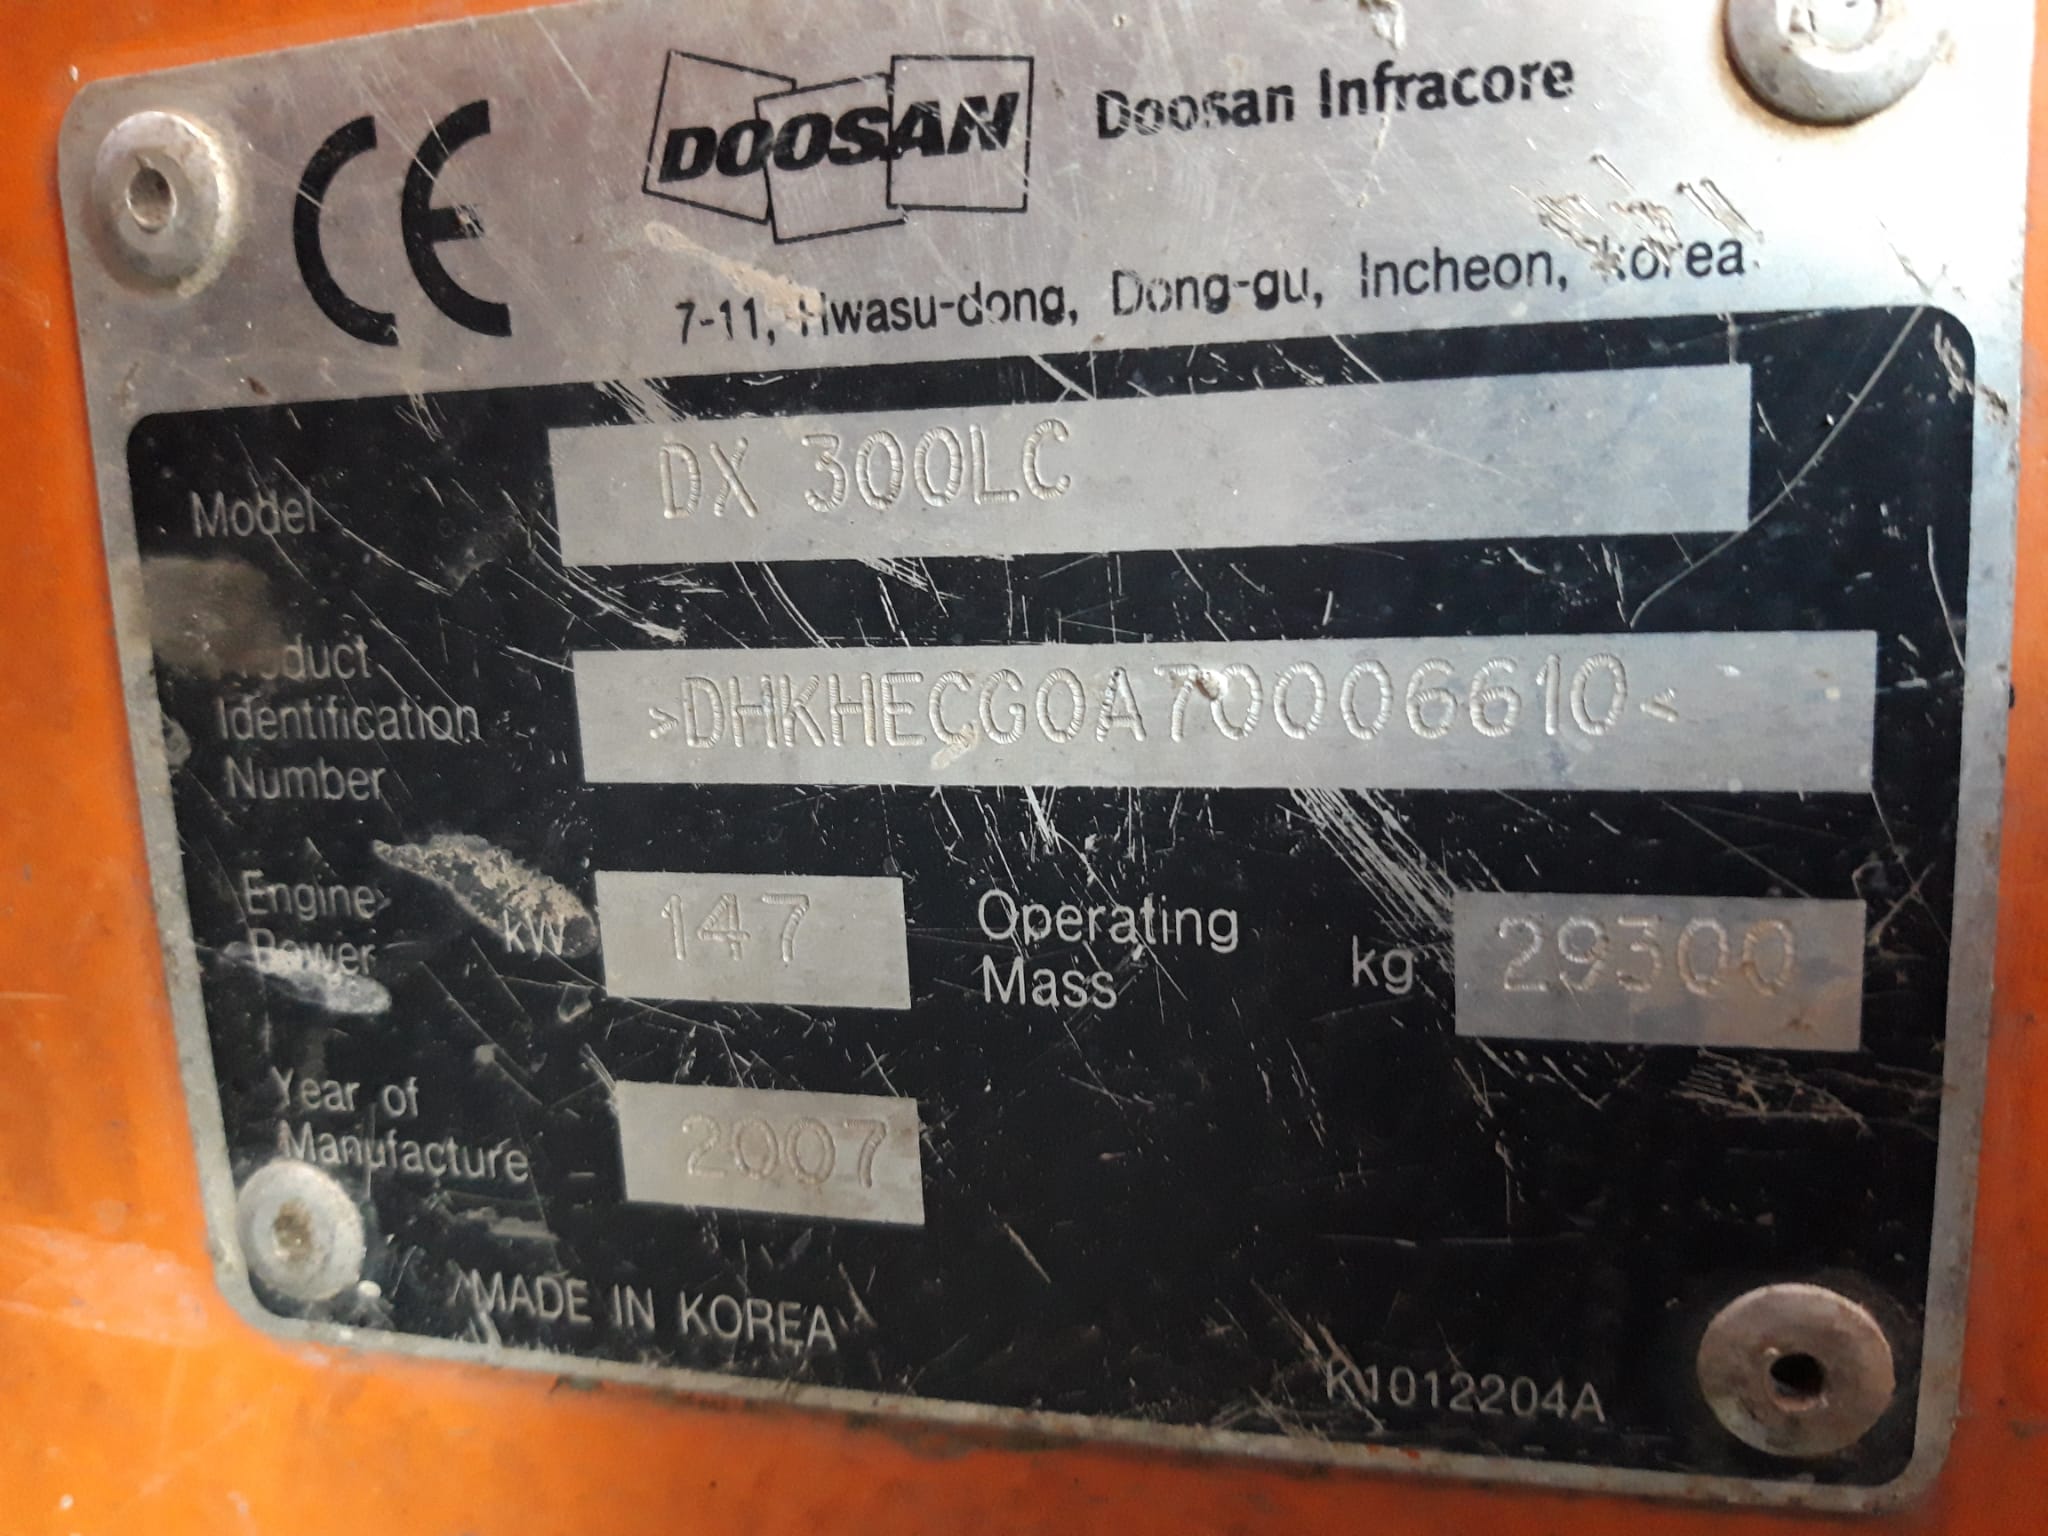 CE
DOOSAN
Doosan Infracore
7-11, Hwasu-dong, Dong-gu, Incheon, Korea
Model
DX 300LC
Product
Identification
Number
>DHKHECGOA70006610<
Engine
Power
kW
147
Operating
Mass
kg
29300
Year of
Manufacture
2007
MADE IN KOREA
K1012204A